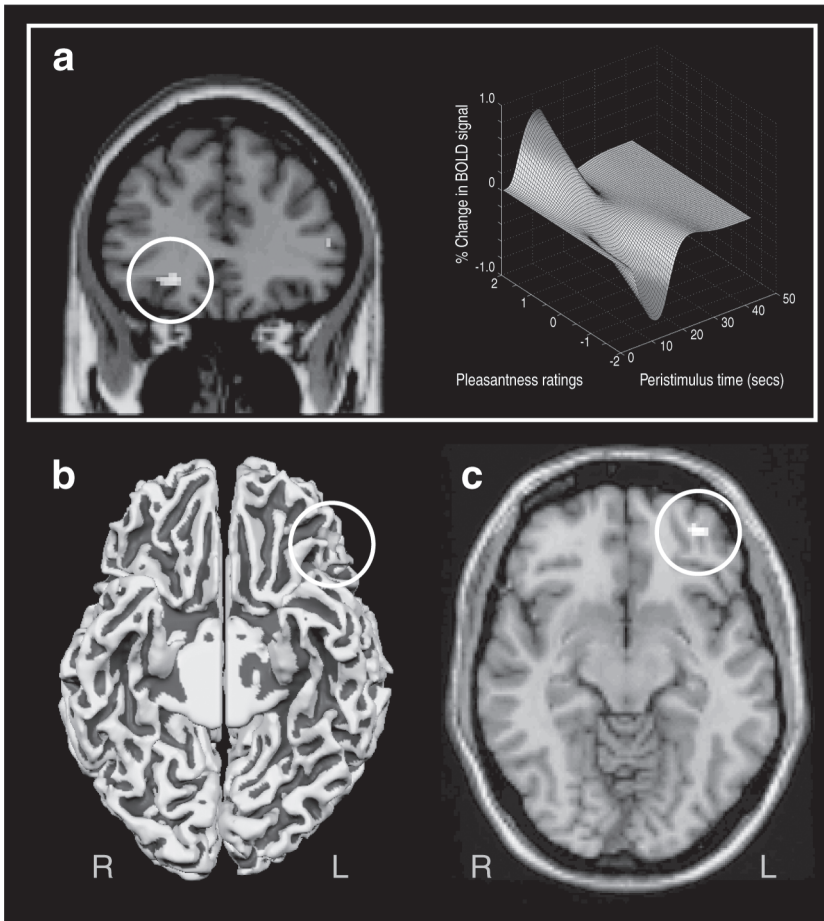 a
% Change in BOLD signal
1.0
0
-1.0
2
1
0
-1
-2
0
10
20
30
40
50
Pleasantness ratings
Peristimulus time (secs)
b
c
R
L
R
L